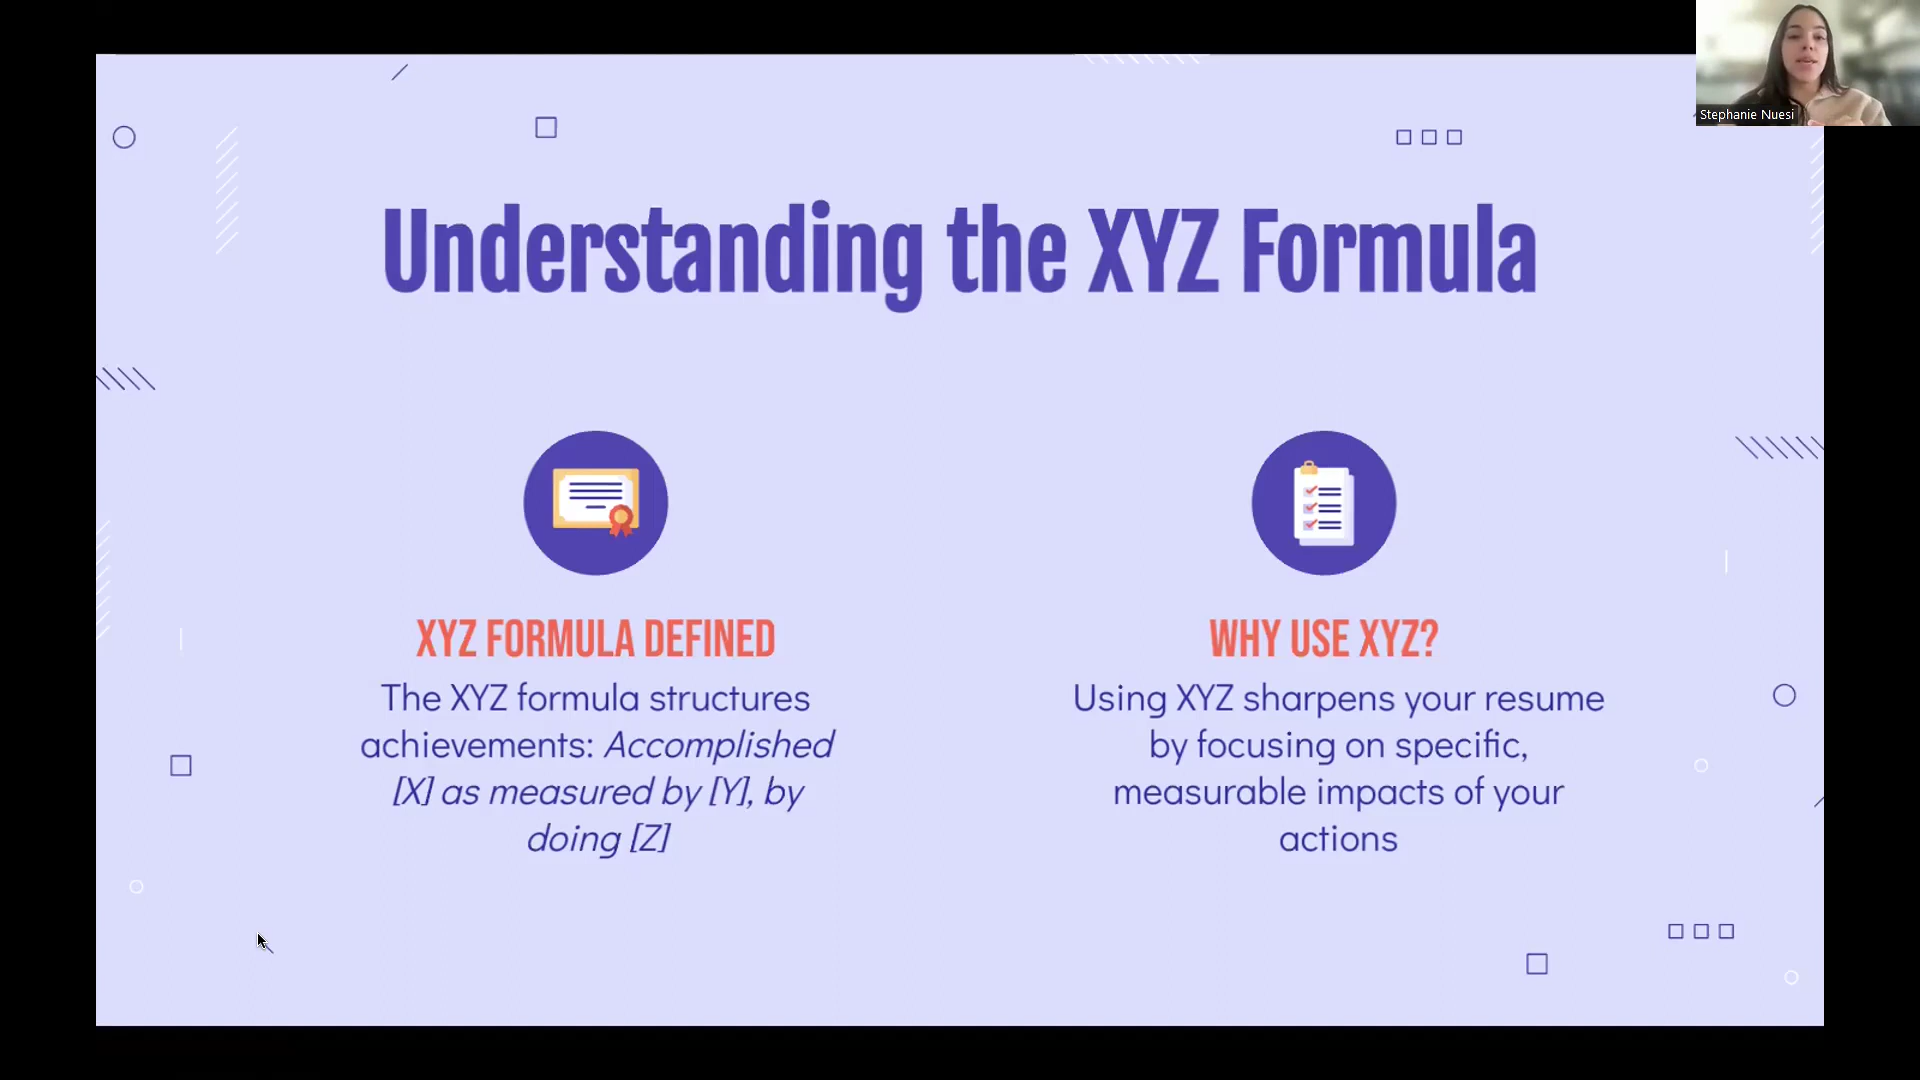 Stephanie Nuesi
Understanding the XYZ Formula
XYZ FORMULA DEFINED
The XYZ formula structures
achievements: Accomplished
[X] as measured by [Y], by
doing [Z]
WHY USE XYZ?
Using XYZ sharpens your resume
by focusing on specific,
measurable impacts of your
actions